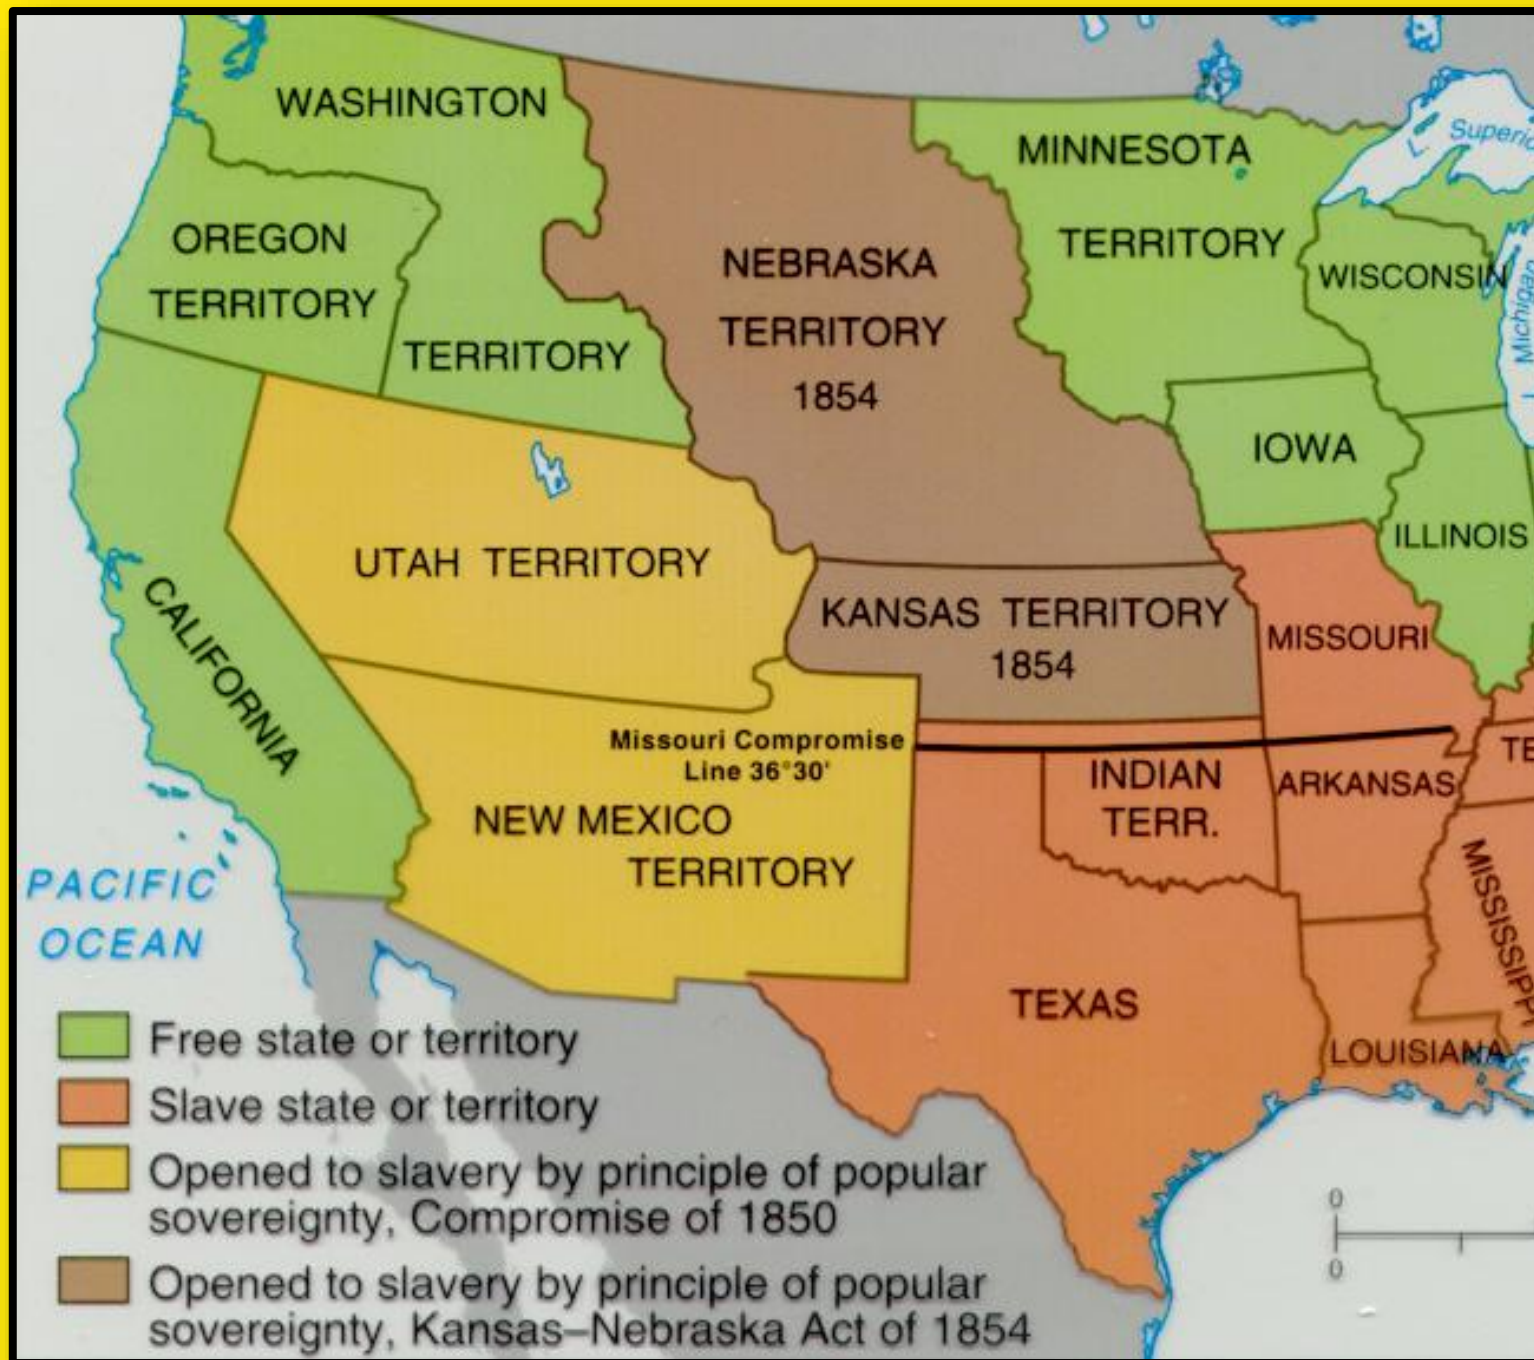 WASHINGTON
TERRITORY
OREGON
TERRITORY
NEBRASKA
TERRITORY
1854
MINNESOTA
TERRITORY
WISCONSIN
L. Superio
L. Michigan
IOWA
ILLINOIS
UTAH TERRITORY
KANSAS TERRITORY
1854
MISSOURI
CALIFORNIA
Missouri Compromise
Line 36°30'
NEW MEXICO
TERRITORY
INDIAN
TERR.
ARKANSAS
TE
MISSISSIPPI
TEXAS
LOUISIANA
PACIFIC
OCEAN
Free state or territory
Slave state or territory
Opened to slavery by principle of popular
sovereignty, Compromise of 1850
Opened to slavery by principle of popular
sovereignty, Kansas–Nebraska Act of 1854
0
0